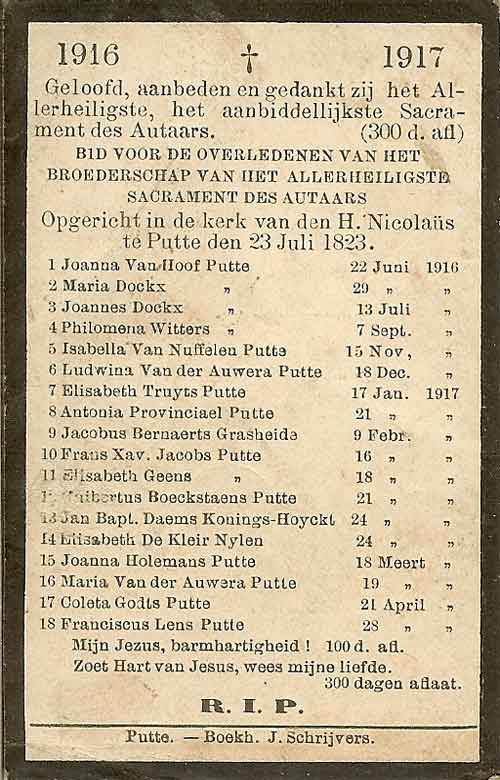 1916 † 1917
Geloofd, aanbeden en gedankt zij het Al-
lerheiligste, het aanbiddelijkste Sacra-
ment des Autaars. (300 d. afl)
BID VOOR DE OVERLEDENEN VAN HET
BROEDERSCHAP VAN HET ALLERHEILIGSTE
SACRAMENT DES AUTAARS
Opgericht in de kerk van den H. Nicolaüs
te Putte den 23 Juli 1823.
1 Joanna Van Hoof Putte 22 Juni 1916
2 Maria Dockx „ 29 „ „
3 Joannes Dockx „ 13 Juli „
4 Philomena Witters „ 7 Sept. „
5 Isabella Van Nuffelen Putte 15 Nov, „
6 Ludwina Van der Auwera Putte 18 Dec. „
7 Elisabeth Truyts Putte 17 Jan. 1917
8 Antonia Provinciael Putte 21 „ „
9 Jacobus Bernaerts Grasheide 9 Febr. „
10 Frans Xav. Jacobs Putte 16 „ „
11 Elisabeth Geens „ 18 „ „
Boeckstaens Putte 21 „ „
13 Jan Bapt. Daems Konings-Hoyckt 24 „ „
14 Elisabeth De Kleir Nylen 24 „ „
15 Joanna Holemans Putte 18 Meert „
16 Maria Van der Auwera Putte 19 „ „
17 Coleta Godts Putte 21 April „
18 Franciscus Lens Putte 28 „ „
Mijn Jezus, barmhartigheid ! 100 d. afl.
Zoet Hart van Jesus, wees mijne liefde.
300 dagen aflaat.
R. I. P.
Putte. — Boekh. J. Schrijvers.